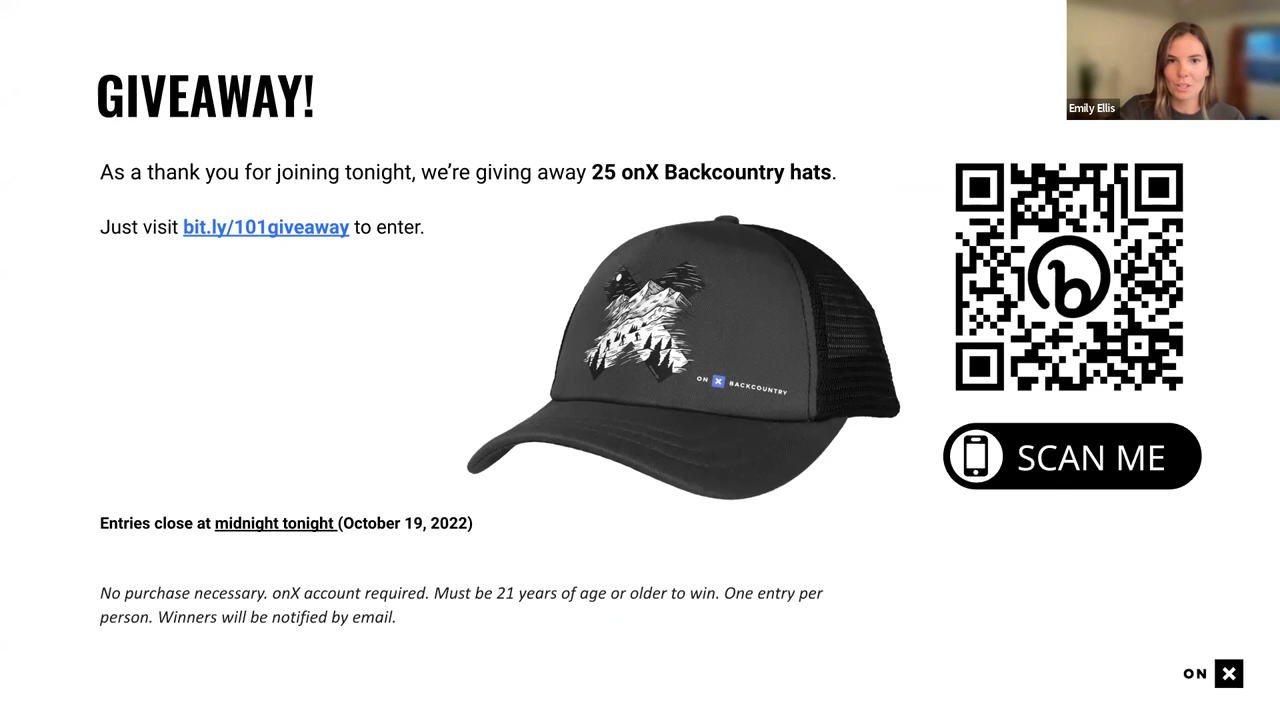 Emily Ellis
GIVEAWAY!
As a thank you for joining tonight, we’re giving away 25 onX Backcountry hats.
Just visit bit.ly/101giveaway to enter.
ON X BACKCOUNTRY
SCAN ME
Entries close at midnight tonight (October 19, 2022)
No purchase necessary. onX account required. Must be 21 years of age or older to win. One entry per
person. Winners will be notified by email.
ON X